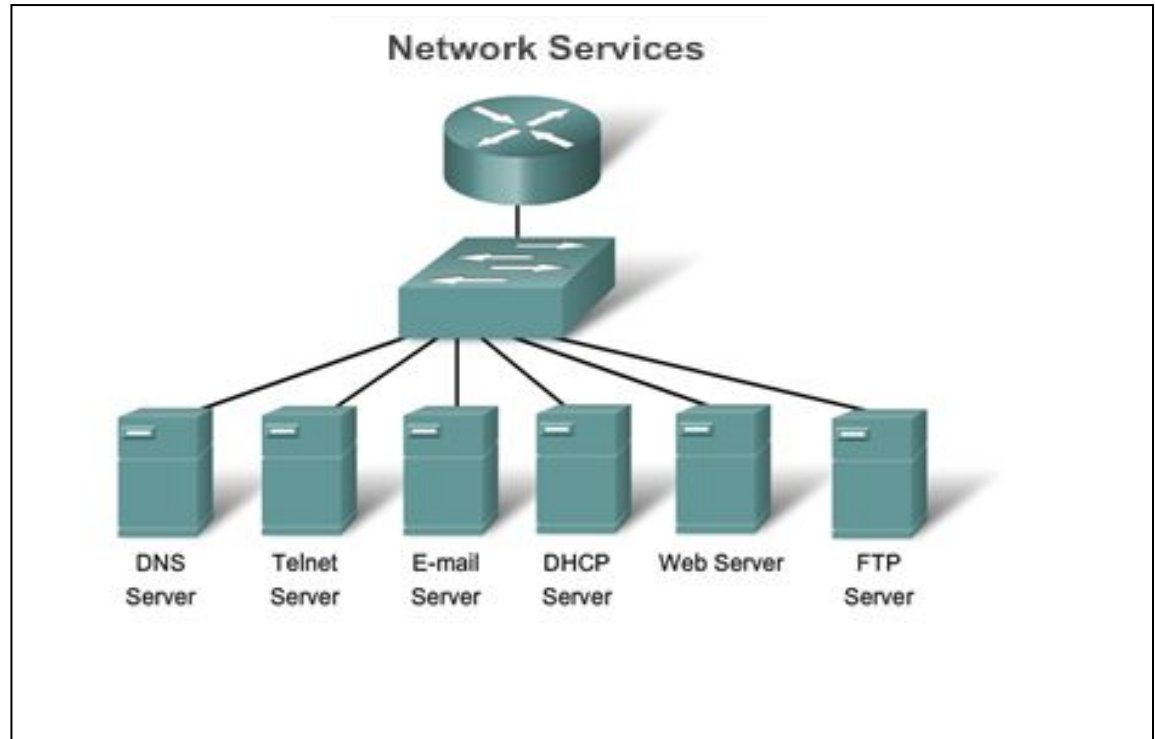 Network Services
DNS
Server
Telnet
Server
E-mail
Server
DHCP
Server
Web Server
FTP
Server